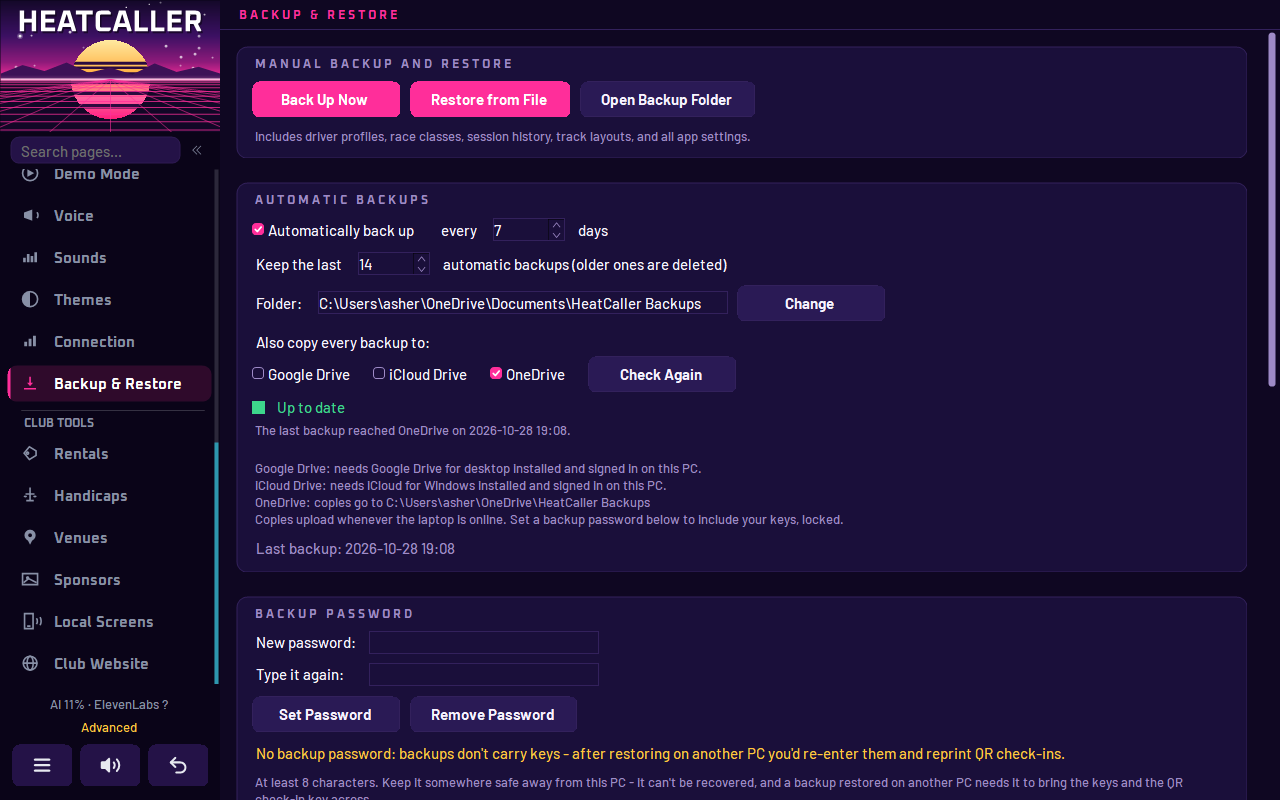 HEATCALLER
Search pages...
«
Demo Mode
Voice
Sounds
Themes
Connection
Backup & Restore
CLUB TOOLS
Rentals
Handicaps
Venues
Sponsors
Local Screens
Club Website
AI 11% · ElevenLabs ?
Advanced
BACKUP & RESTORE
MANUAL BACKUP AND RESTORE
Back Up Now Restore from File Open Backup Folder
Includes driver profiles, race classes, session history, track layouts, and all app settings.
AUTOMATIC BACKUPS
Automatically back up every 7 days
Keep the last 14 automatic backups (older ones are deleted)
Folder: C:\Users\asher\OneDrive\Documents\HeatCaller Backups Change
Also copy every backup to:
Google Drive iCloud Drive OneDrive Check Again
Up to date
The last backup reached OneDrive on 2026-10-28 19:08.
Google Drive: needs Google Drive for desktop installed and signed in on this PC.
iCloud Drive: needs iCloud for Windows installed and signed in on this PC.
OneDrive: copies go to C:\Users\asher\OneDrive\HeatCaller Backups
Copies upload whenever the laptop is online. Set a backup password below to include your keys, locked.
Last backup: 2026-10-28 19:08
BACKUP PASSWORD
New password:
Type it again:
Set Password Remove Password
No backup password: backups don't carry keys - after restoring on another PC you'd re-enter them and reprint QR check-ins.
At least 8 characters. Keep it somewhere safe away from this PC - it can't be recovered, and a backup restored on another PC needs it to bring the keys and the QR
check-in key across.